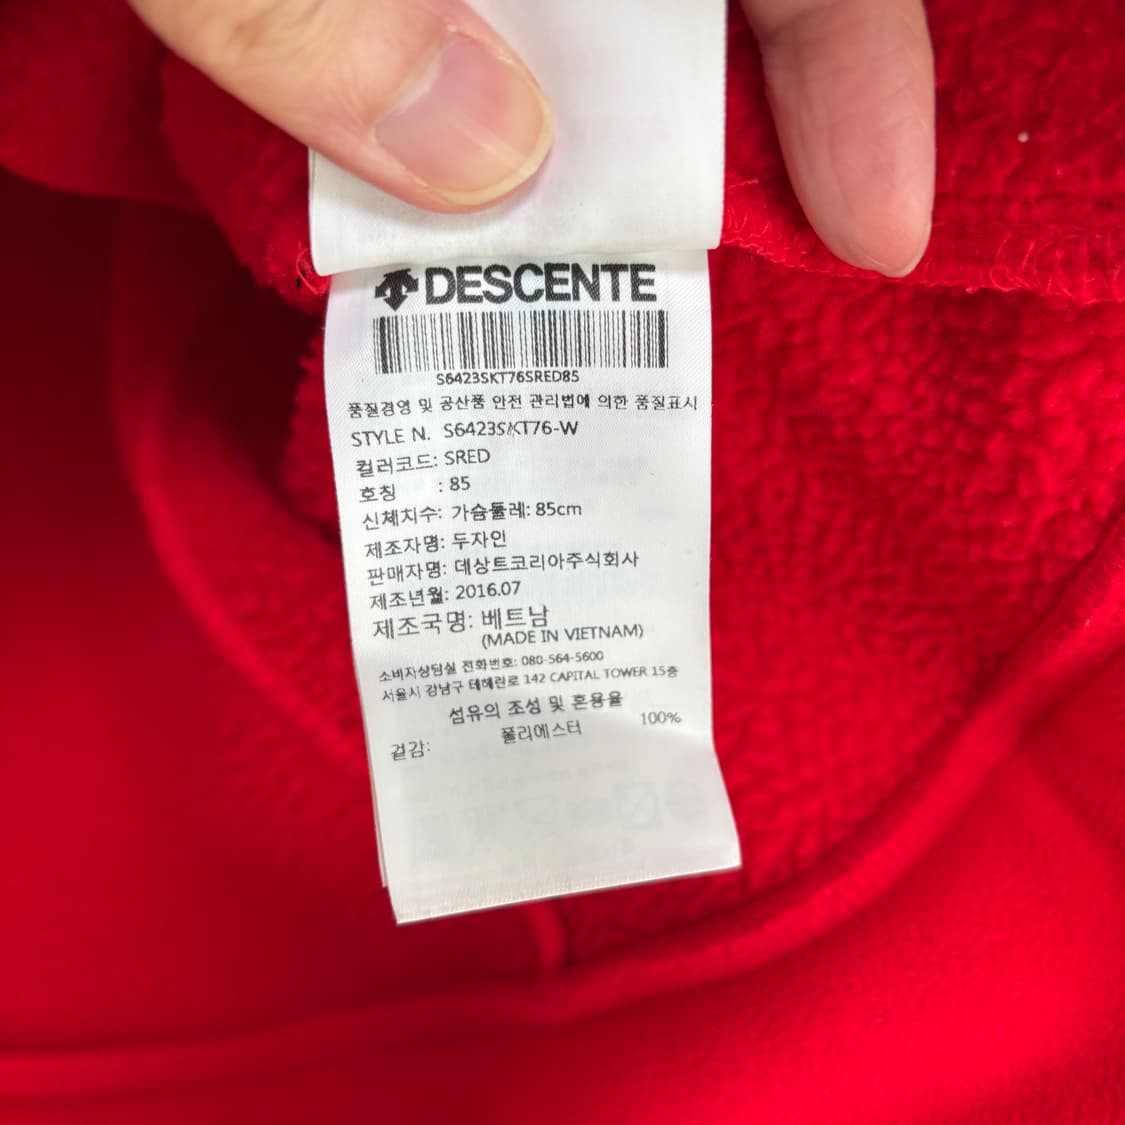 DESCENTE
S6423SKT76SRED85
품질경영 및 공산품 안전 관리법에 의한 품질표시
STYLE N. S6423SKT76-W
컬러코드: SRED
호칭 : 85
신체치수: 가슴둘레: 85cm
제조자명: 두자인
판매자명: 데상트코리아주식회사
제조년월: 2016.07
제조국명: 베트남
(MADE IN VIETNAM)
소비자상담실 전화번호: 080-564-5600
서울시 강남구 테헤란로 142 CAPITAL TOWER 15층
섬유의 조성 및 혼용율
겉감: 폴리에스터 100%